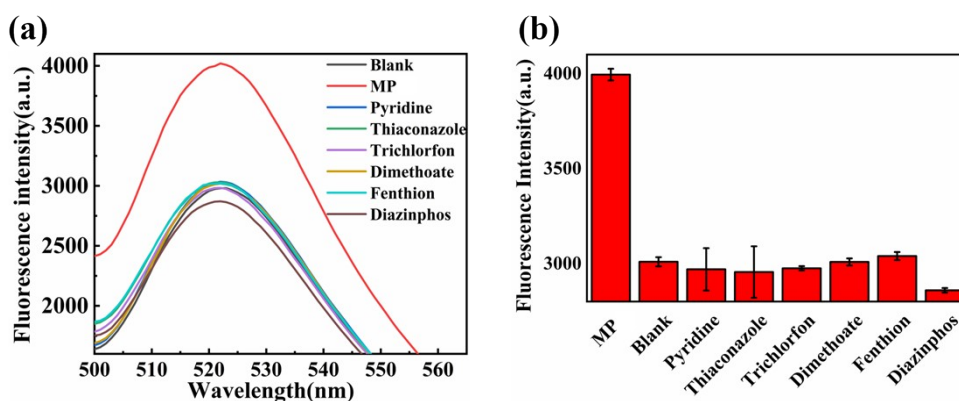 (a)
Fluorescence intensity(a.u.)
4000
3500
3000
2500
2000
500
510
520
530
540
550
560
Wavelength(nm)
Blank
MP
Pyridine
Thiaconazole
Trichlorfon
Dimethoate
Fenthion
Diazinphos
(b)
Fluorescence Intensity(a.u.)
4000
3500
3000
MP
Blank
Pyridine
Thiaconazole
Trichlorfon
Dimethoate
Fenthion
Diazinphos